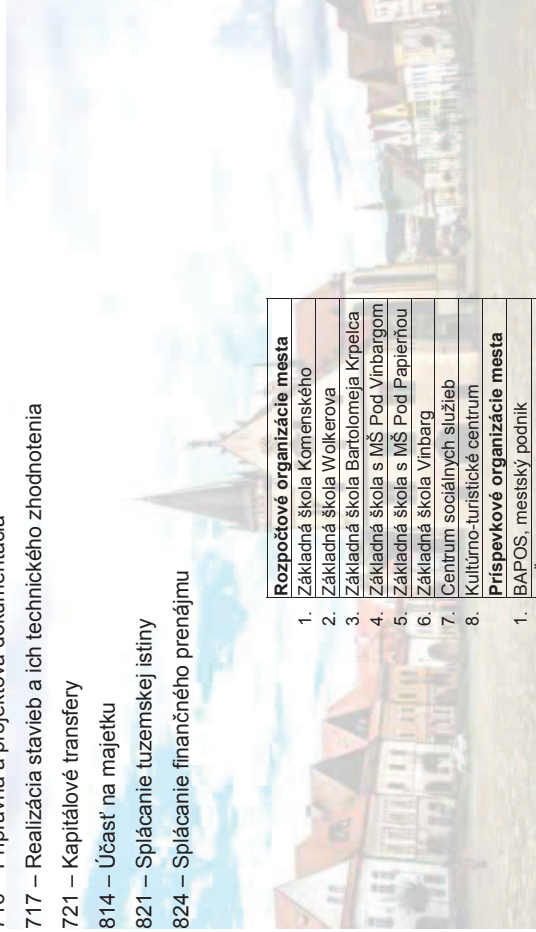 717 – Realizácia stavieb a ich technického zhodnotenia
721 – Kapitálové transfery
814 – Účasť na majetku
821 – Splácanie tuzemskej istiny
824 – Splácanie finančného prenájmu
Rozpočtové organizácie mesta
1. Základná škola Komenského
2. Základná škola Wolkerova
3. Základná škola Bartolomeja Krpelca
4. Základná škola s MŠ Pod Vinbargom
5. Základná škola s MŠ Pod Papierňou
6. Základná škola Vinbarg
7. Centrum sociálnych služieb
8. Kultúrno-turistické centrum
Príspevkové organizácie mesta
1. BAPOS, mestský podnik